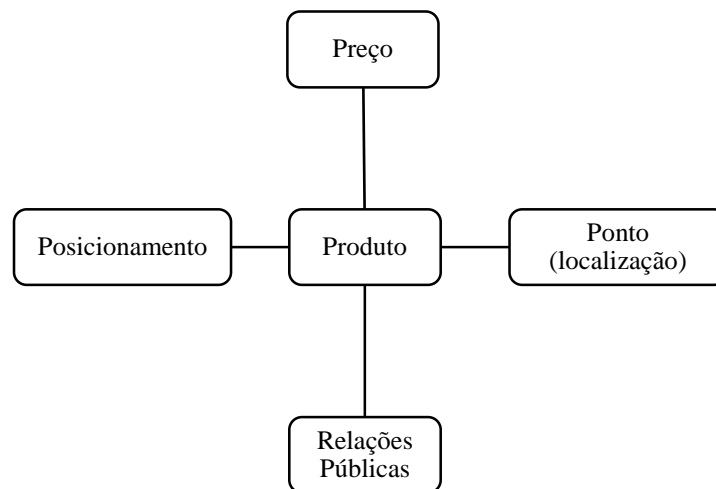 Preço
Posicionamento
Produto
Ponto
(localização)
Relações
Públicas